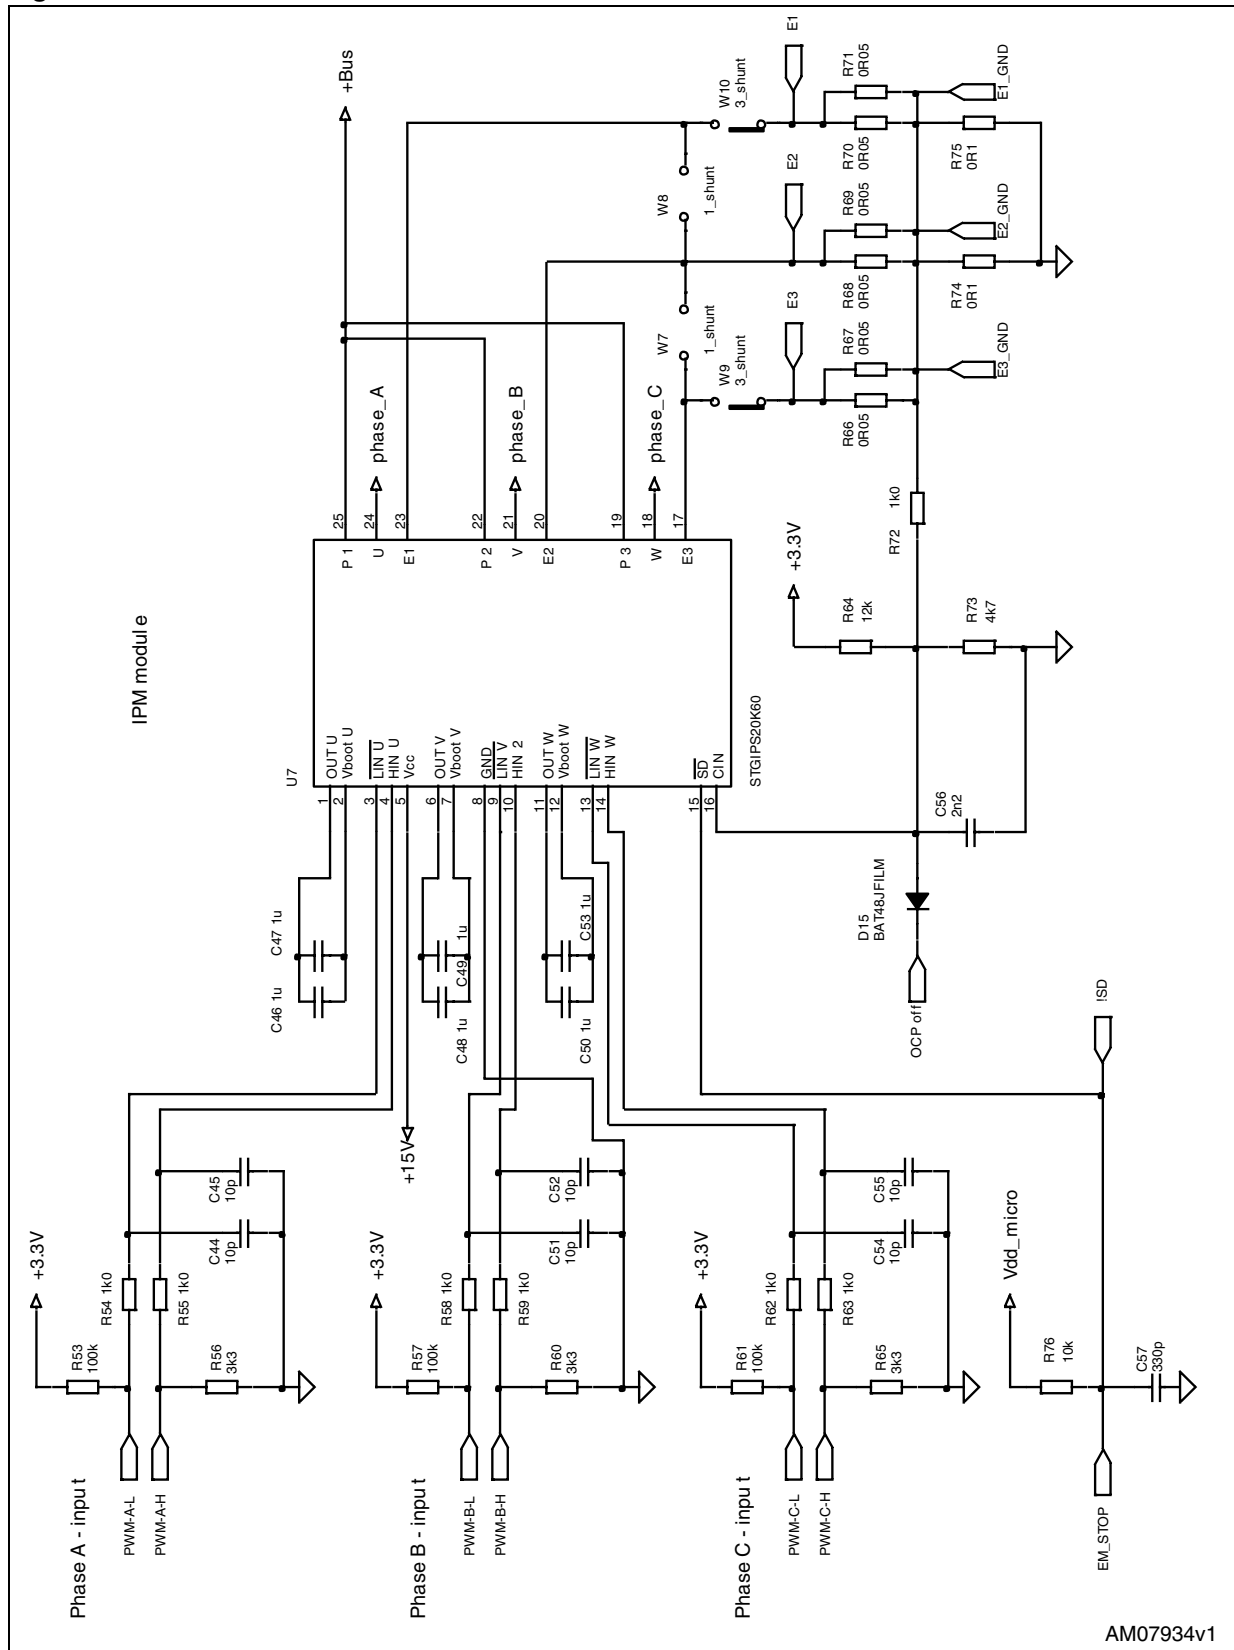 IPM module
+Bus
E1
E2
E3
W10
3_shunt
W8
1_shunt
W7
1_shunt
W9
3_shunt
R71
0R05
R70
0R05
R69
0R05
R68
0R05
R67
0R05
R66
0R05
E1_GND
R75
0R1
E2_GND
R74
0R1
E3_GND
phase_A
phase_B
phase_C
25
24
23
22
21
20
19
18
17
P 1
U
E1
P 2
V
E2
P 3
W
E3
U7
STGIPS20K60
OUT U
Vboot U
LIN U
HIN U
Vcc
OUT V
Vboot V
GND
LIN V
HIN 2
OUT W
Vboot W
LIN W
HIN W
SD
CIN
1
2
3
4
5
6
7
8
9
10
11
12
13
14
15
16
R72
1k0
+3.3V
R64
12k
R73
4k7
C56
2n2
D15
BAT48JFILM
OCP off
!SD
C47 1u
C46 1u
C49
1u
C48 1u
C53 1u
C50 1u
+15V
+3.3V
R53
100k
R54 1k0
R55 1k0
R56
3k3
C44
10p
C45
10p
Phase A - input
PWM-A-L
PWM-A-H
+3.3V
R57
100k
R58 1k0
R59 1k0
R60
3k3
C51
10p
C52
10p
Phase B - input
PWM-B-L
PWM-B-H
+3.3V
R61
100k
R62 1k0
R63 1k0
R65
3k3
C54
10p
C55
10p
Phase C - input
PWM-C-L
PWM-C-H
Vdd_micro
R76
10k
C57
330p
EM_STOP
AM07934v1